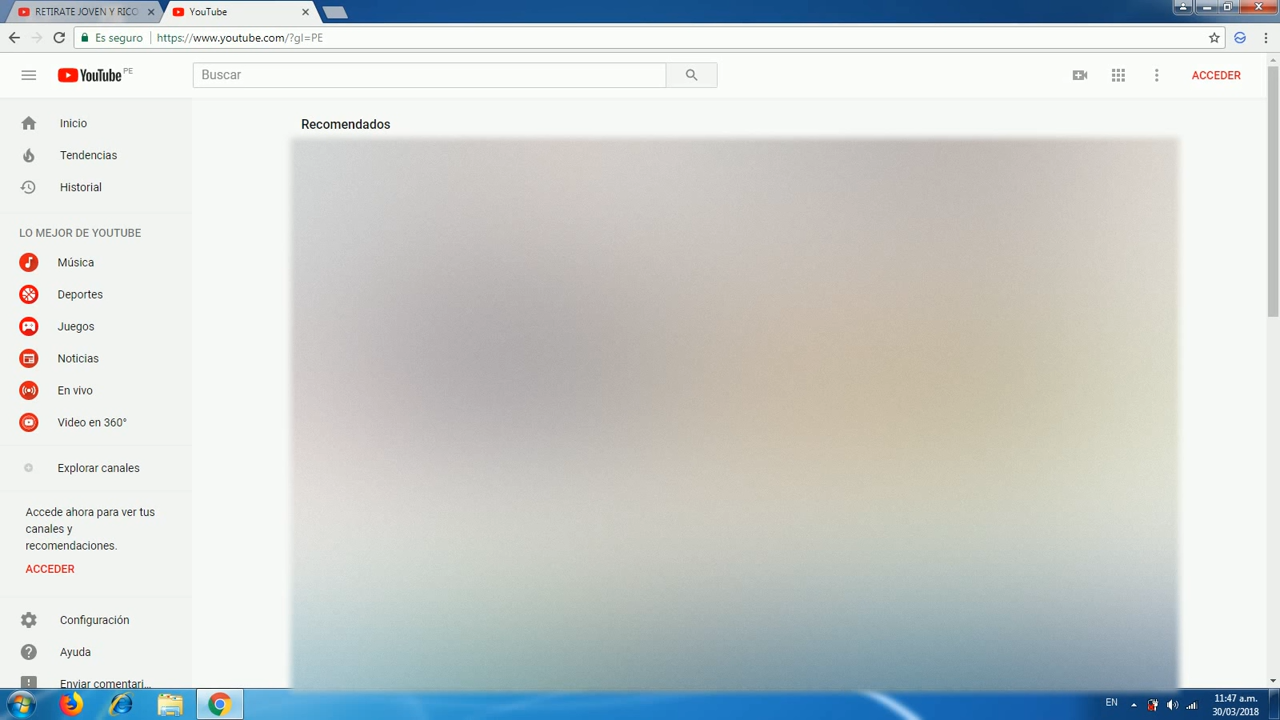 RETIRATE JOVEN Y RICO
YouTube
Es seguro
https://www.youtube.com/?gl=PE
YouTube PE
Buscar
ACCEDER
Inicio
Tendencias
Historial
LO MEJOR DE YOUTUBE
Música
Deportes
Juegos
Noticias
En vivo
Video en 360°
Explorar canales
Accede ahora para ver tus
canales y
recomendaciones.
ACCEDER
Configuración
Ayuda
Enviar comentari...
Recomendados
EN
11:47 a.m.
30/03/2018